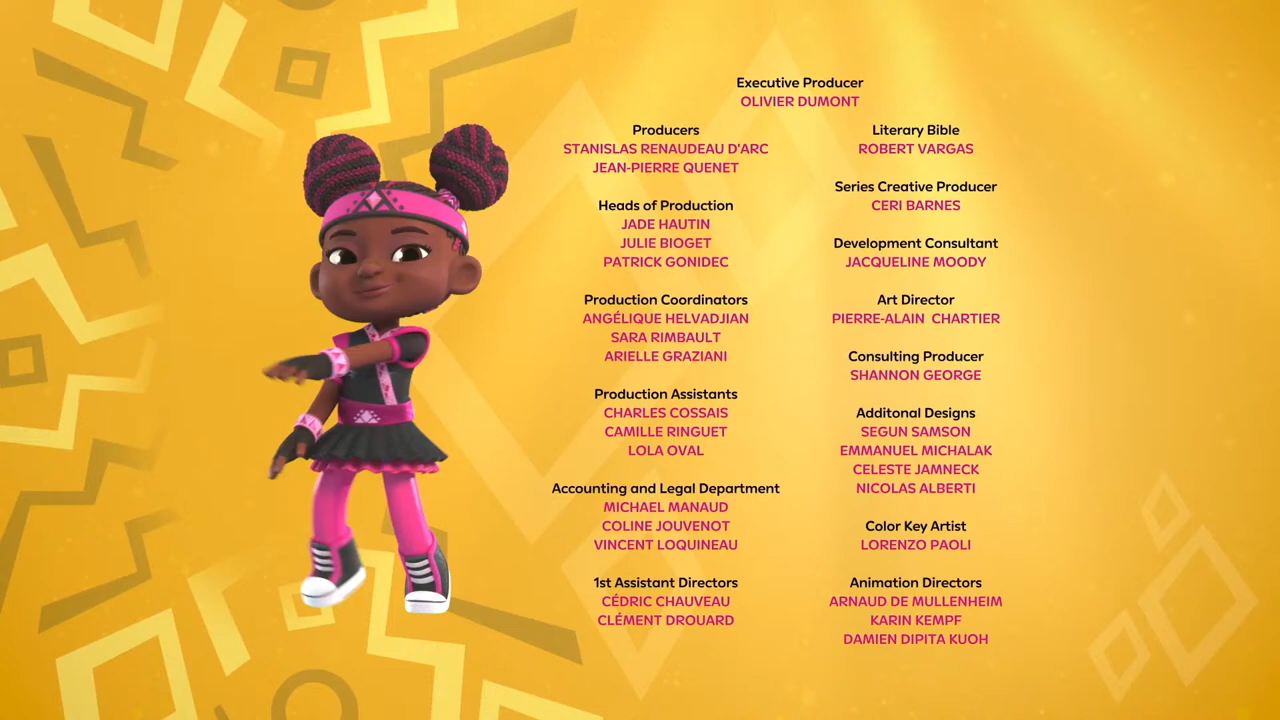 Executive Producer
OLIVIER DUMONT
Producers
STANISLAS RENAUDEAU D'ARC
JEAN-PIERRE QUENET
Heads of Production
JADE HAUTIN
JULIE BIOGET
PATRICK GONIDEC
Production Coordinators
ANGÉLIQUE HELVADJIAN
SARA RIMBAULT
ARIELLE GRAZIANI
Production Assistants
CHARLES COSSAIS
CAMILLE RINGUET
LOLA OVAL
Accounting and Legal Department
MICHAEL MANAUD
COLINE JOUVENOT
VINCENT LOQUINEAU
1st Assistant Directors
CÉDRIC CHAUVEAU
CLÉMENT DROUARD
Literary Bible
ROBERT VARGAS
Series Creative Producer
CERI BARNES
Development Consultant
JACQUELINE MOODY
Art Director
PIERRE-ALAIN  CHARTIER
Consulting Producer
SHANNON GEORGE
Additonal Designs
SEGUN SAMSON
EMMANUEL MICHALAK
CELESTE JAMNECK
NICOLAS ALBERTI
Color Key Artist
LORENZO PAOLI
Animation Directors
ARNAUD DE MULLENHEIM
KARIN KEMPF
DAMIEN DIPITA KUOH